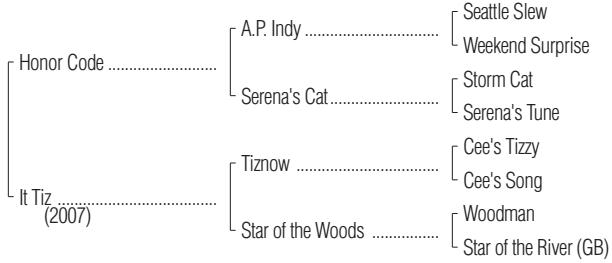 Seattle Slew
A.P. Indy ..............................
Weekend Surprise
Honor Code ........................
Storm Cat
Serena's Cat........................
Serena's Tune
Cee's Tizzy
Tiznow ................................
Cee's Song
It Tiz ...................................
(2007)
Woodman
Star of the Woods ...............
Star of the River (GB)